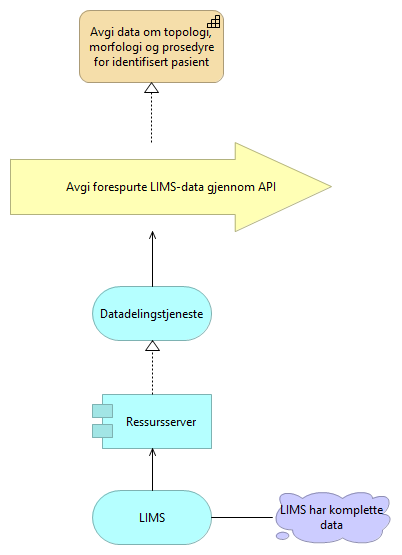 Avgi data om topologi,
morfologi og prosedyre
for identifisert pasient
Avgi forespurte LIMS-data gjennom API
Datadelingstjeneste
Ressursserver
LIMS
LIMS har komplette
data